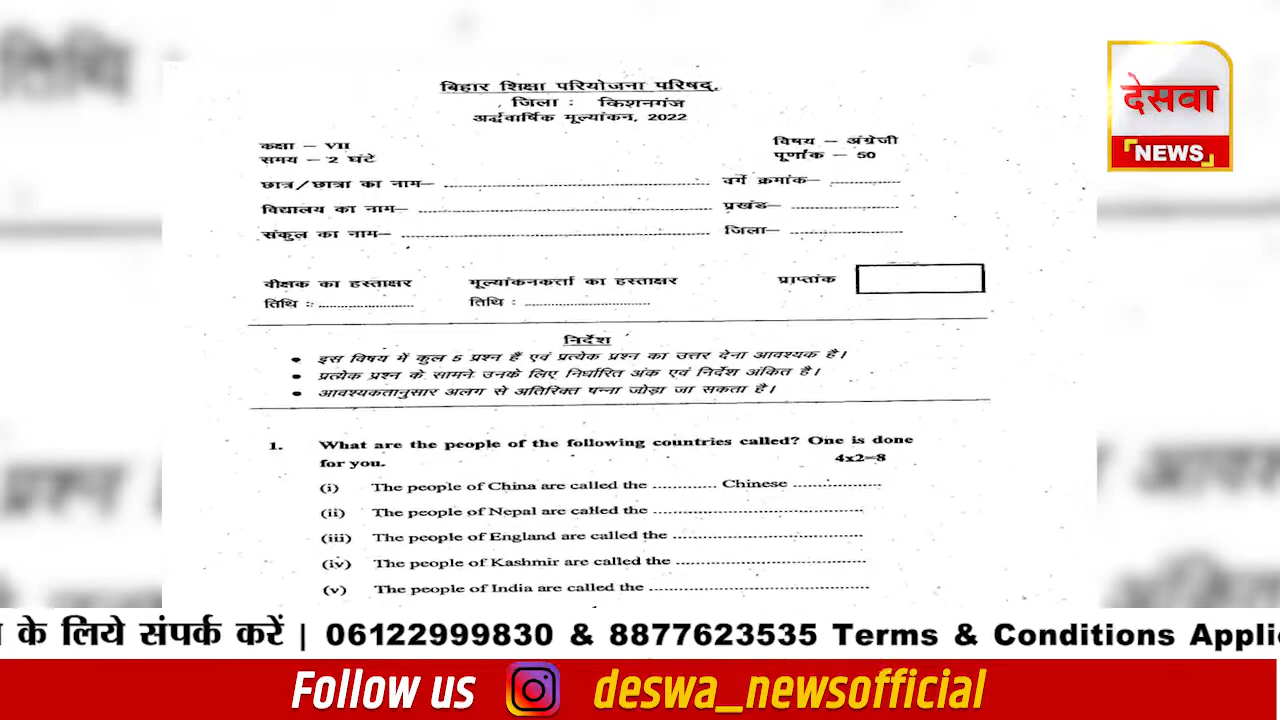 तिथि
देसवा
NEWS
बिहार शिक्षा परियोजना परिषद्
जिला : किशनगंज
अर्द्धवार्षिक मूल्यांकन, 2022
कक्षा – VII विषय – अंग्रेजी
समय – 2 घंटे पूर्णांक – 50
छात्र/छात्रा का नाम– वर्ग क्रमांक–
विद्यालय का नाम– प्रखंड–
संकुल का नाम– जिला–
वीक्षक का हस्ताक्षर मूल्यांकनकर्त्ता का हस्ताक्षर प्राप्तांक
तिथि : तिथि :
निर्देश
• इस विषय में कुल 5 प्रश्न हैं एवं प्रत्येक प्रश्न का उत्तर देना आवश्यक है।
• प्रत्येक प्रश्न के सामने उनके लिए निर्धारित अंक एवं निर्देश अंकित है।
• आवश्यकतानुसार अलग से अतिरिक्त पन्ना जोड़ा जा सकता है।
1. What are the people of the following countries called? One is done
for you. 4x2=8
(i) The people of China are called the ............ Chinese ................
(ii) The people of Nepal are called the ................
(iii) The people of England are called the ................
(iv) The people of Kashmir are called the ................
(v) The people of India are called the ................
के लिये संपर्क करें | 06122999830 & 8877623535 Terms & Conditions
Follow us deswa_newsofficial